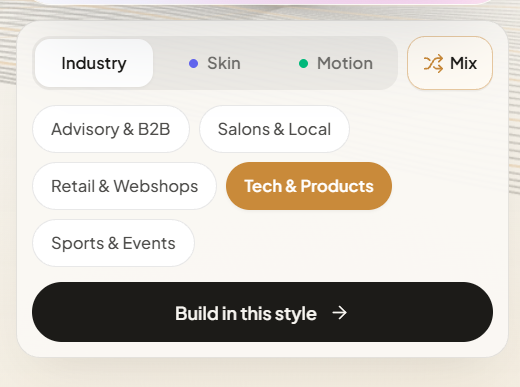 Industry Skin Motion Mix
Advisory & B2B Salons & Local
Retail & Webshops Tech & Products
Sports & Events
Build in this style →